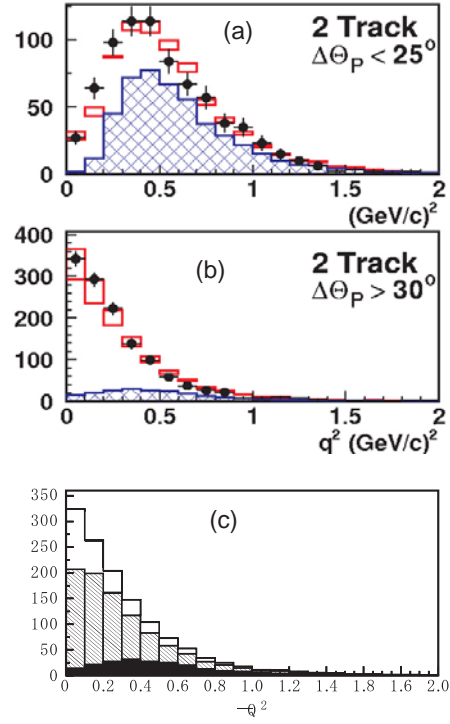 (a)
2 Track
ΔΘP < 25°
100
50
0
0 0.5 1 1.5 2
(GeV/c)²
(b)
2 Track
ΔΘP > 30°
400
300
200
100
0
0 0.5 1 1.5 2
q² (GeV/c)²
(c)
350
300
250
200
150
100
50
0
0 0.2 0.4 0.6 0.8 1.0 1.2 1.4 1.6 1.8 2.0
-Q²